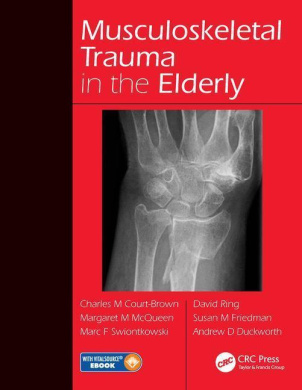 Musculoskeletal
Trauma
in the Elderly
Charles M Court-Brown
Margaret M McQueen
Marc F Swiontkowski
David Ring
Susan M Friedman
Andrew D Duckworth
WITH VITALSOURCE®
EBOOK
CRC
CRC Press
Taylor & Francis Group